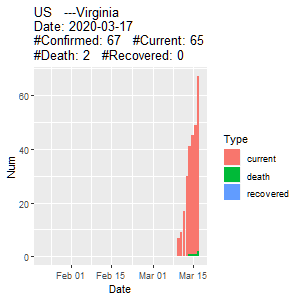 US   ---Virginia
Date: 2020-03-17
#Confirmed: 67   #Current: 65
#Death: 2   #Recovered: 0
60
40
20
0
Num
Feb 01
Feb 15
Mar 01
Mar 15
Date
Type
current
death
recovered